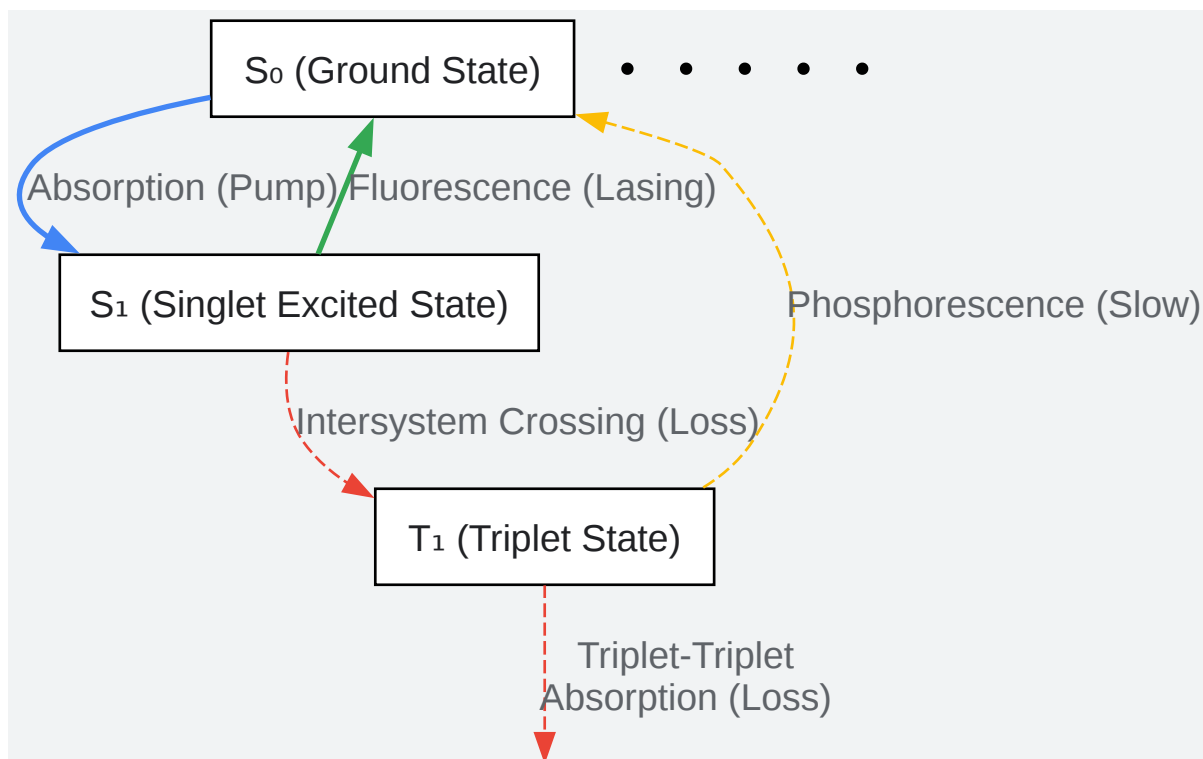 S₀ (Ground State)
Absorption (Pump)
Fluorescence (Lasing)
S₁ (Singlet Excited State)
Phosphorescence (Slow)
Intersystem Crossing (Loss)
T₁ (Triplet State)
Triplet-Triplet
Absorption (Loss)